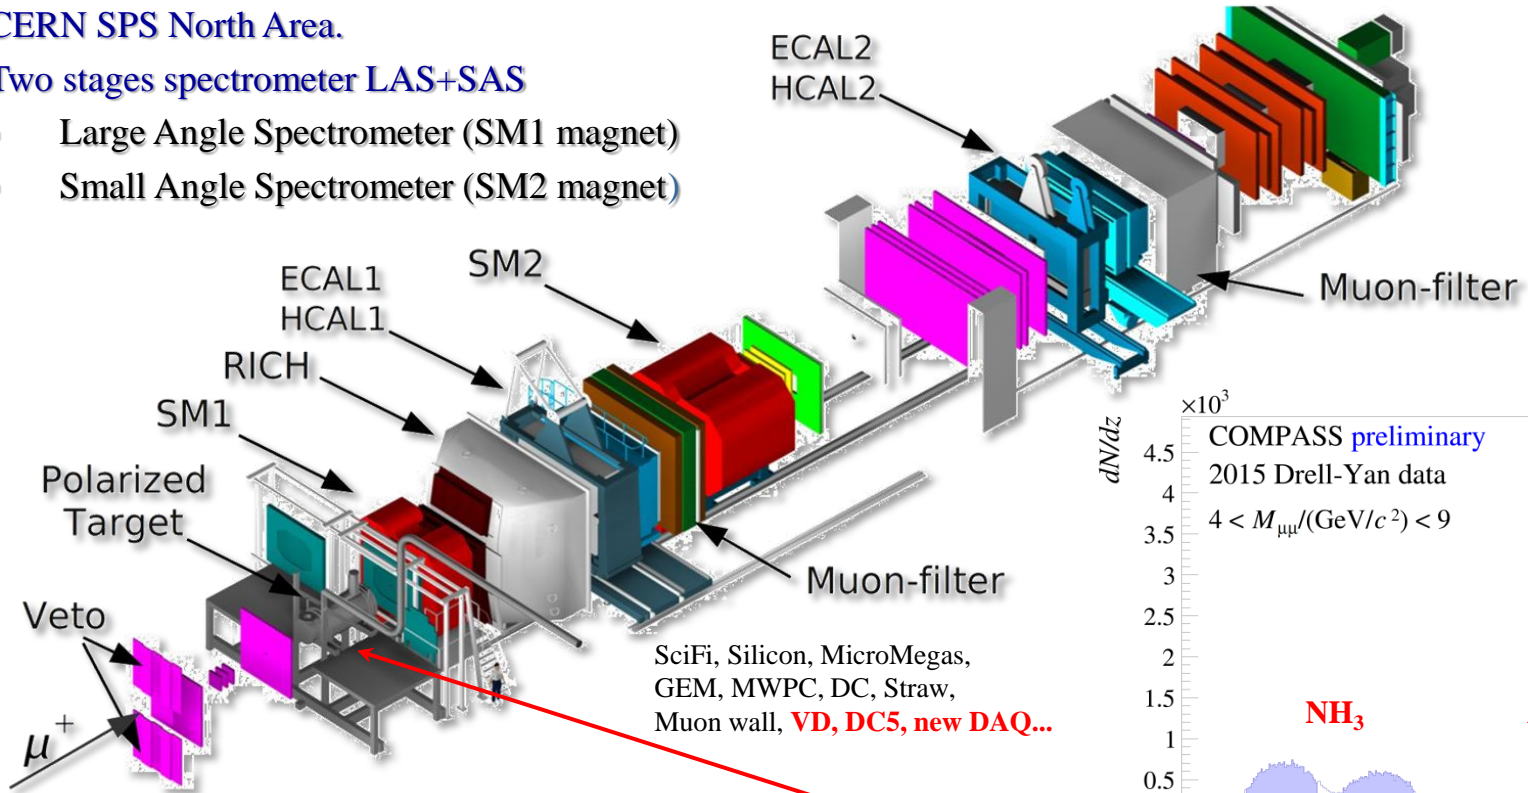 CERN SPS North Area.
Two stages spectrometer LAS+SAS
Large Angle Spectrometer (SM1 magnet)
Small Angle Spectrometer (SM2 magnet)
ECAL2
HCAL2
SM2
ECAL1
HCAL1
Muon-filter
RICH
SM1
Polarized
Target
Muon-filter
Veto
μ+
SciFi, Silicon, MicroMegas,
GEM, MWPC, DC, Straw,
Muon wall, VD, DC5, new DAQ...
×10³
dN/dz
COMPASS preliminary
2015 Drell-Yan data
4 < Mμμ/(GeV/c ²) < 9
4.5
4
3.5
3
2.5
2
1.5
1
0.5
NH₃